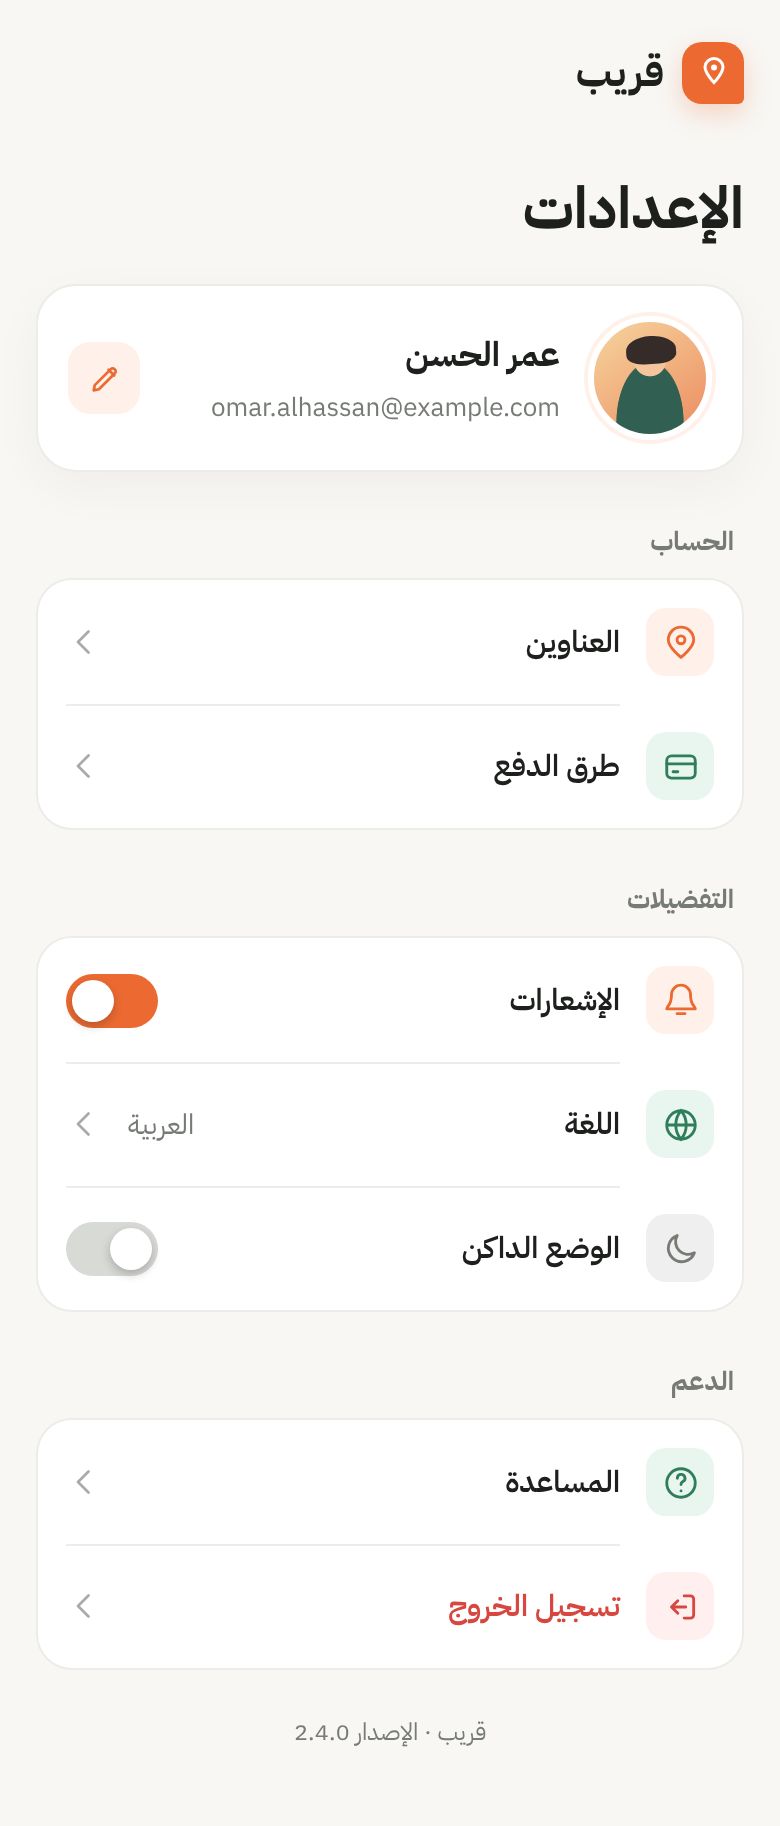 قريب
الإعدادات
عمر الحسن
omar.alhassan@example.com
الحساب
العناوين
طرق الدفع
التفضيلات
الإشعارات
اللغة
العربية
الوضع الداكن
الدعم
المساعدة
تسجيل الخروج
قريب · الإصدار 2.4.0